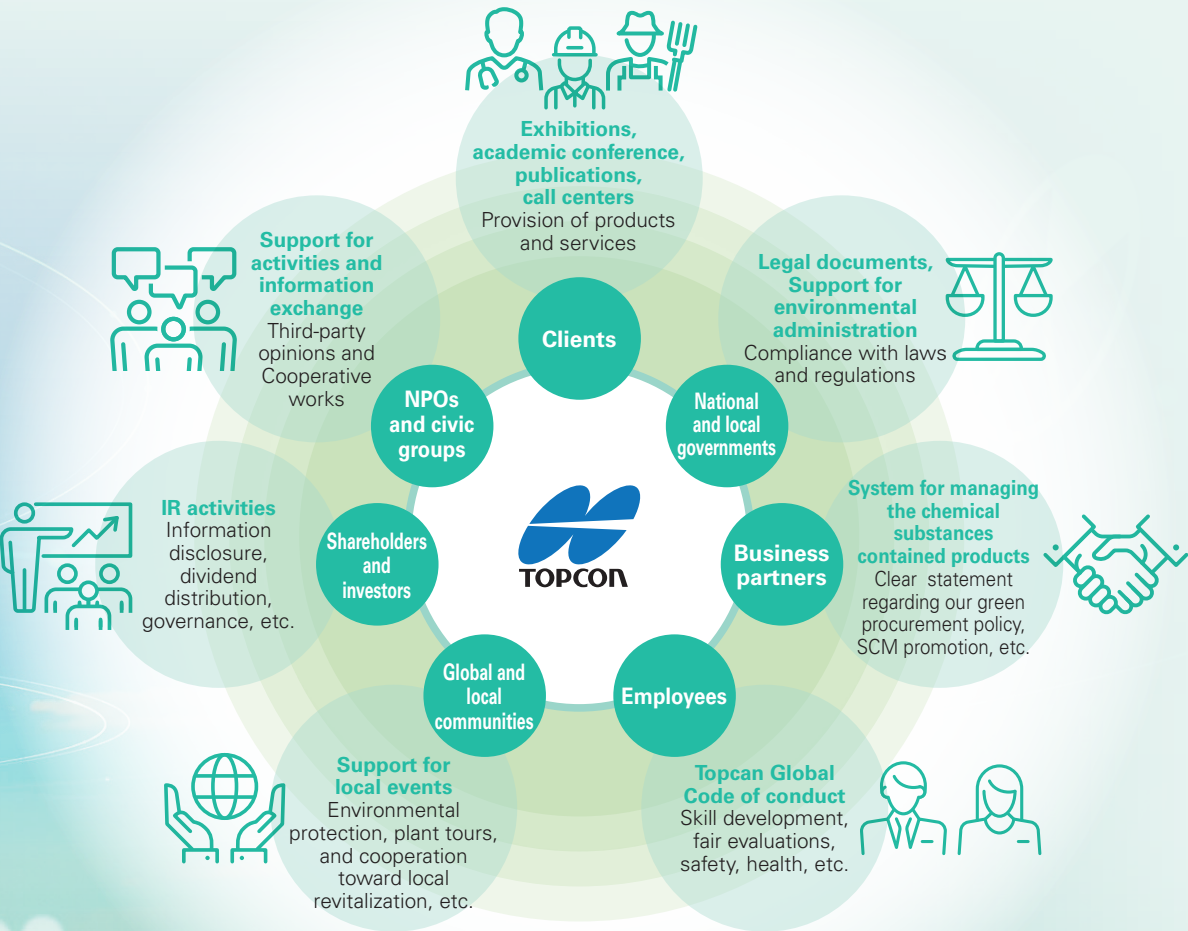 Exhibitions,
academic conference,
publications,
call centers
Provision of products
and services
Clients
Legal documents,
Support for
environmental
administration
Compliance with laws
and regulations
National
and local
governments
System for managing
the chemical
substances
contained products
Clear statement
regarding our green
procurement policy,
SCM promotion, etc.
Business
partners
Topcan Global
Code of conduct
Skill development,
fair evaluations,
safety, health, etc.
Employees
Support for
local events
Environmental
protection, plant tours,
and cooperation
toward local
revitalization, etc.
Global and
local
communities
IR activities
Information
disclosure,
dividend
distribution,
governance, etc.
Shareholders
and
investors
Support for
activities and
information
exchange
Third-party
opinions and
Cooperative
works
NPOs
and civic
groups
TOPCON